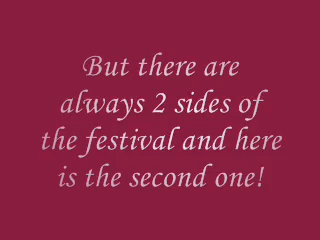 But there are
always 2 sides of
the festival and here
is the second one!